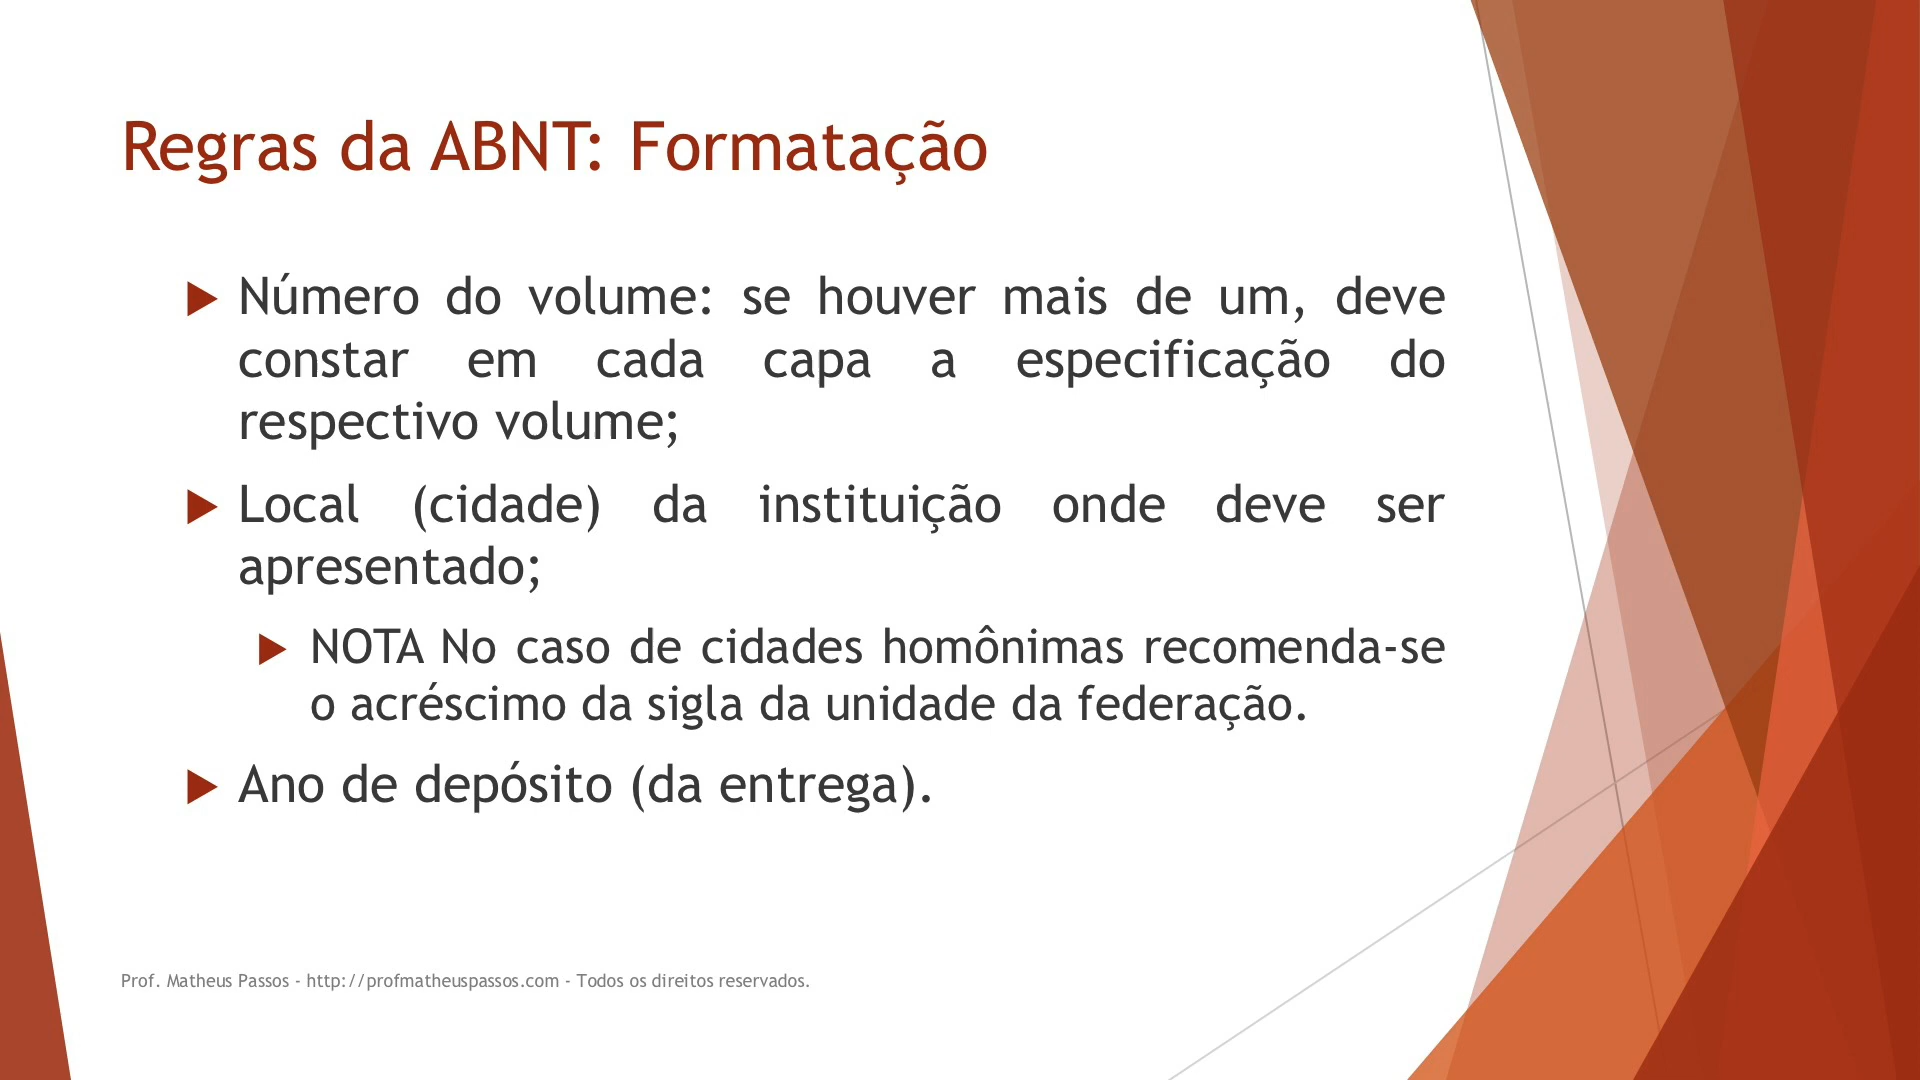 Regras da ABNT: Formatação
Número do volume: se houver mais de um, deve
constar em cada capa a especificação do
respectivo volume;
Local (cidade) da instituição onde deve ser
apresentado;
NOTA No caso de cidades homônimas recomenda-se
o acréscimo da sigla da unidade da federação.
Ano de depósito (da entrega).
Prof. Matheus Passos - http://profmatheuspassos.com - Todos os direitos reservados.